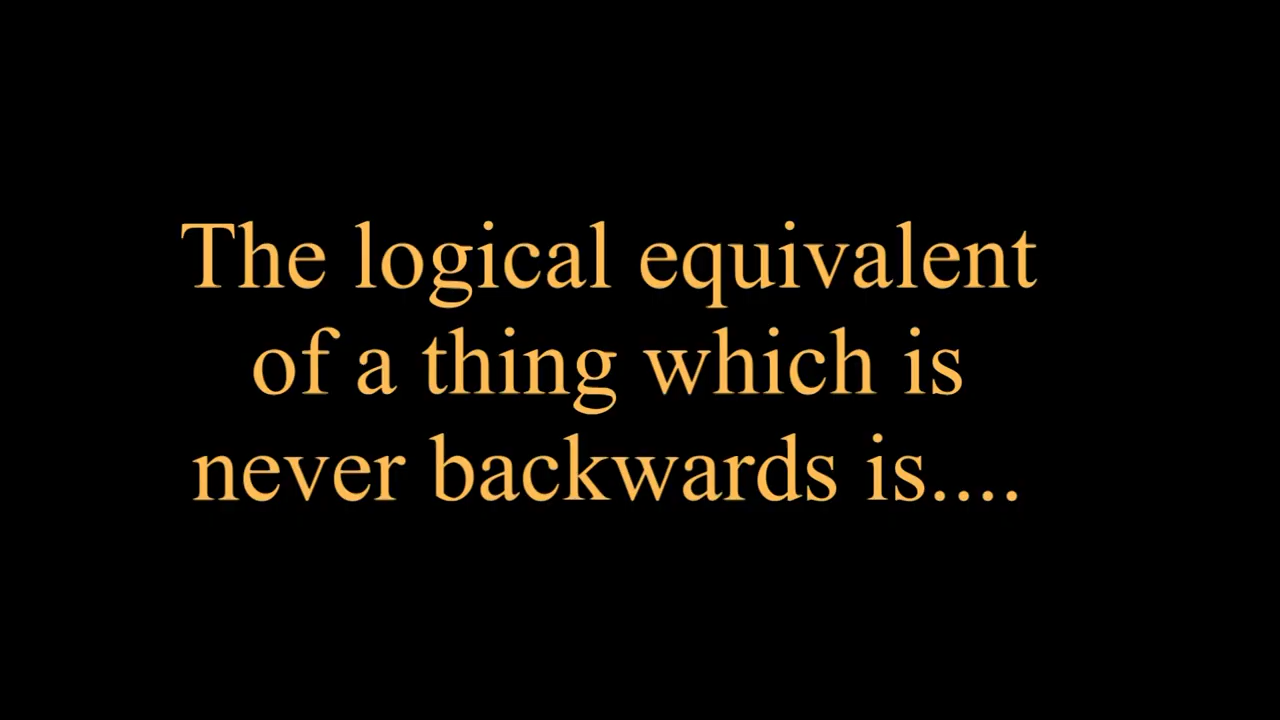 The logical equivalent
of a thing which is
never backwards is....